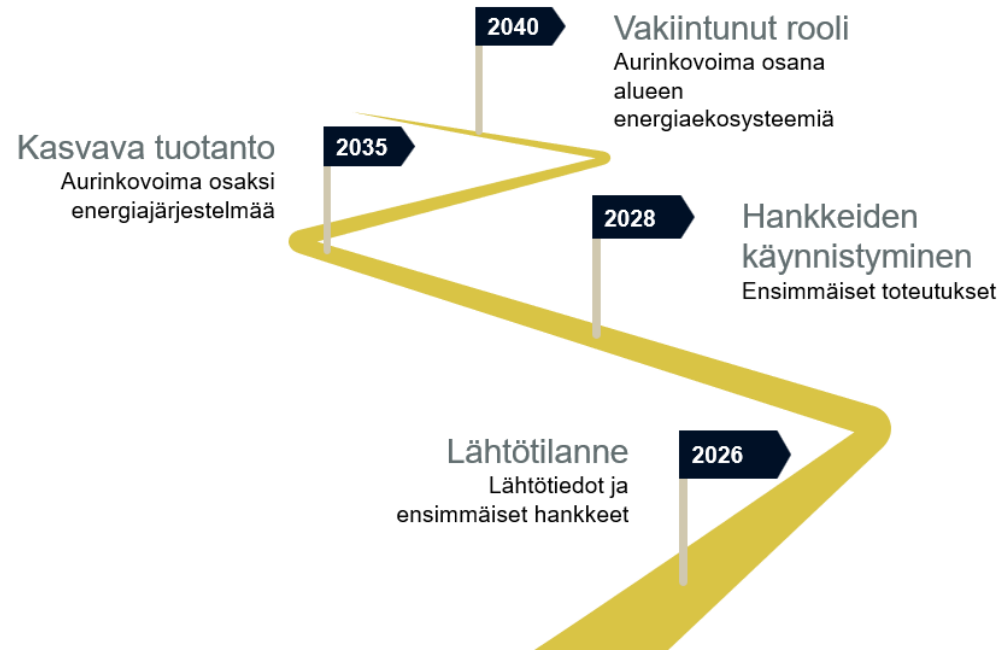 2040
Vakiintunut rooli
Aurinkovoima osana
alueen
energiaekosysteemiä
Kasvava tuotanto
Aurinkovoima osaksi
energiajärjestelmää
2035
2028
Hankkeiden
käynnistyminen
Ensimmäiset toteutukset
Lähtötilanne
Lähtötiedot ja
ensimmäiset hankkeet
2026